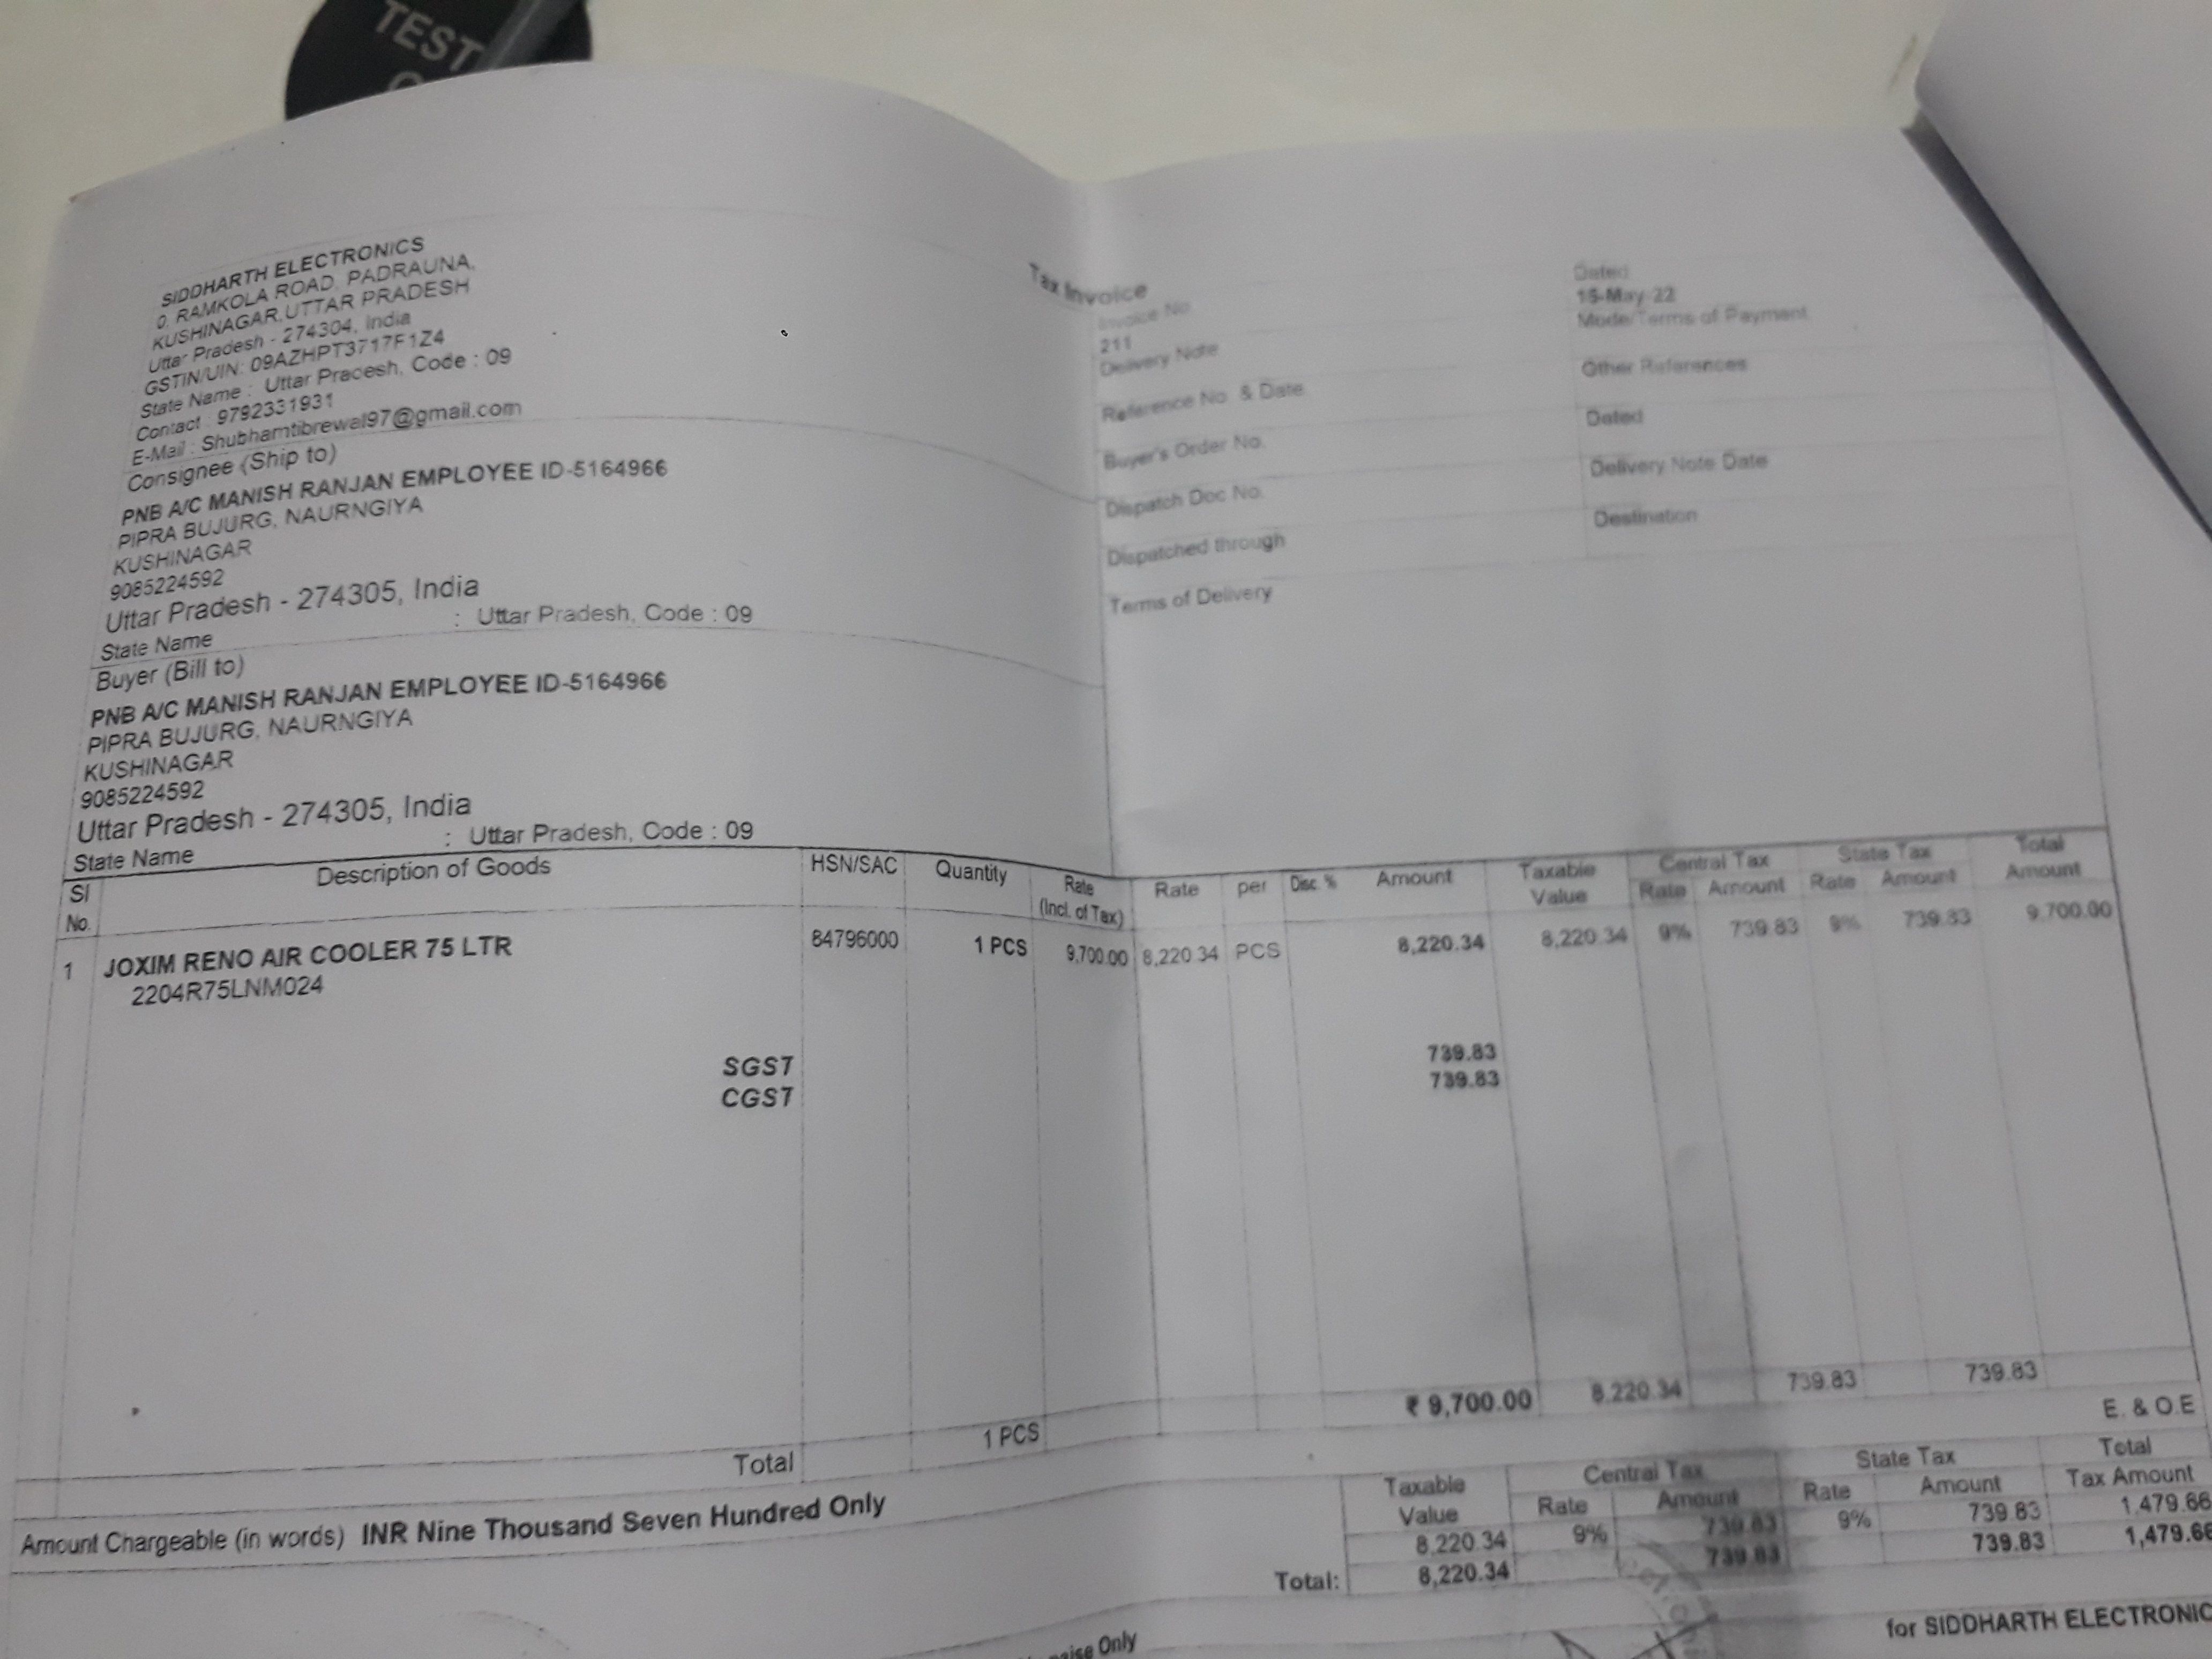 TEST
SIDDHARTH ELECTRONICS
0, RAMKOLA ROAD, PADRAUNA,
KUSHINAGAR,UTTAR PRADESH
Uttar Pradesh - 274304, India
GSTIN/UIN: 09AZHPT3717F1Z4
State Name : Uttar Pradesh, Code : 09
Contact : 9792331931
E-Mail : Shubhamtibrewal97@gmail.com
Consignee (Ship to)
PNB A/C MANISH RANJAN EMPLOYEE ID-5164966
PIPRA BUJURG, NAURNGIYA
KUSHINAGAR
9085224592
Uttar Pradesh - 274305, India
State Name : Uttar Pradesh, Code : 09
Buyer (Bill to)
PNB A/C MANISH RANJAN EMPLOYEE ID-5164966
PIPRA BUJURG, NAURNGIYA
KUSHINAGAR
9085224592
Uttar Pradesh - 274305, India
State Name : Uttar Pradesh, Code : 09
Tax Invoice
Invoice No. Dated
211 -May-22
Delivery Note Mode/Terms of Payment
Reference No. & Date. Other References
Buyer's Order No. Dated
Dispatch Doc No. Delivery Note Date
Dispatched through Destination
Terms of Delivery
Sl Description of Goods HSN/SAC Quantity Rate Rate per Disc. % Amount Taxable Central Tax State Tax Total
No. (Incl. of Tax) Value Rate Amount Rate Amount Amount
1 JOXIM RENO AIR COOLER 75 LTR 84796000 1 PCS 9,700.00 8,220.34 PCS 8,220.34 8,220.34 9% 739.83 9% 739.83 9,700.00
2204R75LNM024
SGST 739.83
CGST 739.83
Total 1 PCS ₹ 9,700.00 8,220.34 739.83 739.83
E. & O.E
Amount Chargeable (in words) INR Nine Thousand Seven Hundred Only
Taxable Central Tax State Tax Total
Value Rate Amount Rate Amount Tax Amount
8,220.34 9% 739.83 9% 739.83 1,479.66
Total: 8,220.34 739.83 739.83 1,479.66
Only
for SIDDHARTH ELECTRONIC